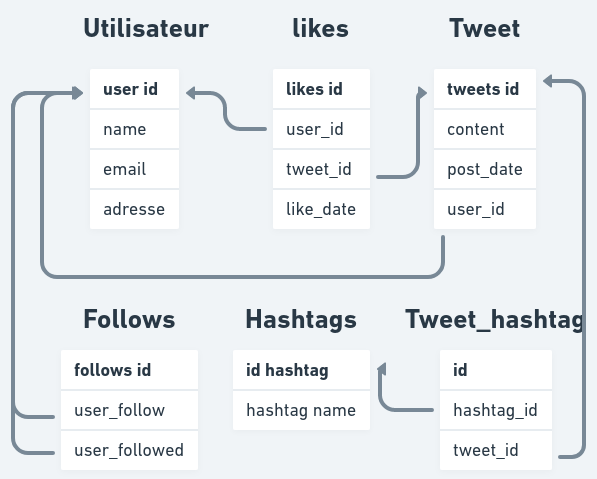 Utilisateur
user id
name
email
adresse
likes
likes id
user_id
tweet_id
like_date
Tweet
tweets id
content
post_date
user_id
Follows
follows id
user_follow
user_followed
Hashtags
id hashtag
hashtag name
Tweet_hashtag
id
hashtag_id
tweet_id